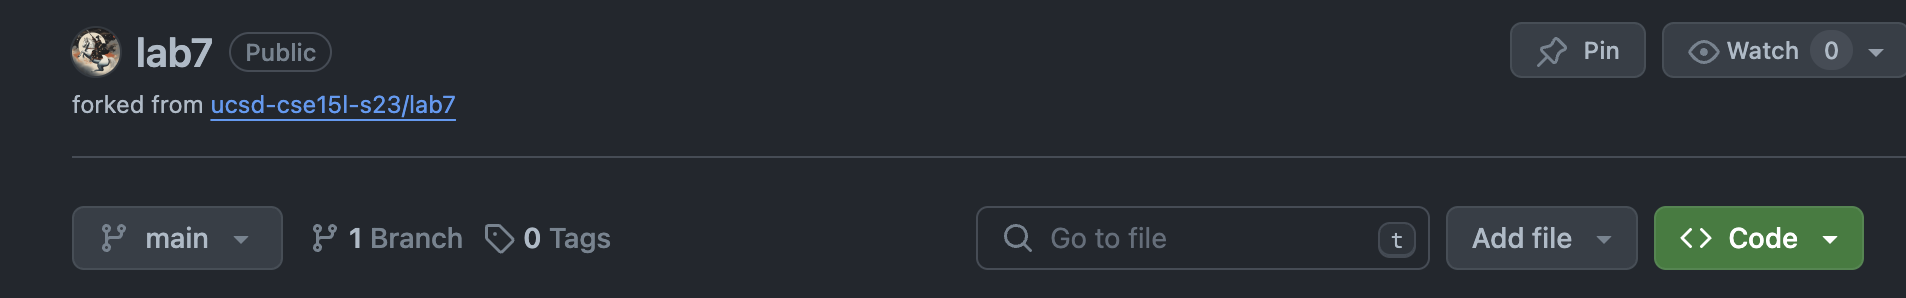 lab7 Public Pin Watch 0
forked from ucsd-cse15l-s23/lab7
main 1 Branch 0 Tags Go to file t Add file <> Code